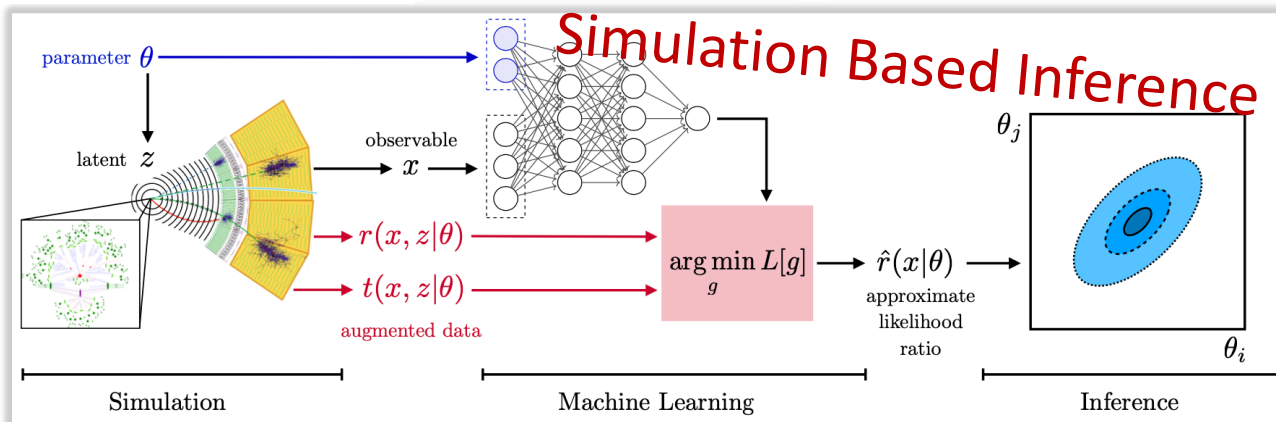 Simulation Based Inference
parameter θ
latent z
observable
x
r(x, z|θ)
t(x, z|θ)
augmented data
arg min L[g]
g
r̂(x|θ)
approximate
likelihood
ratio
θj
θi
Simulation
Machine Learning
Inference